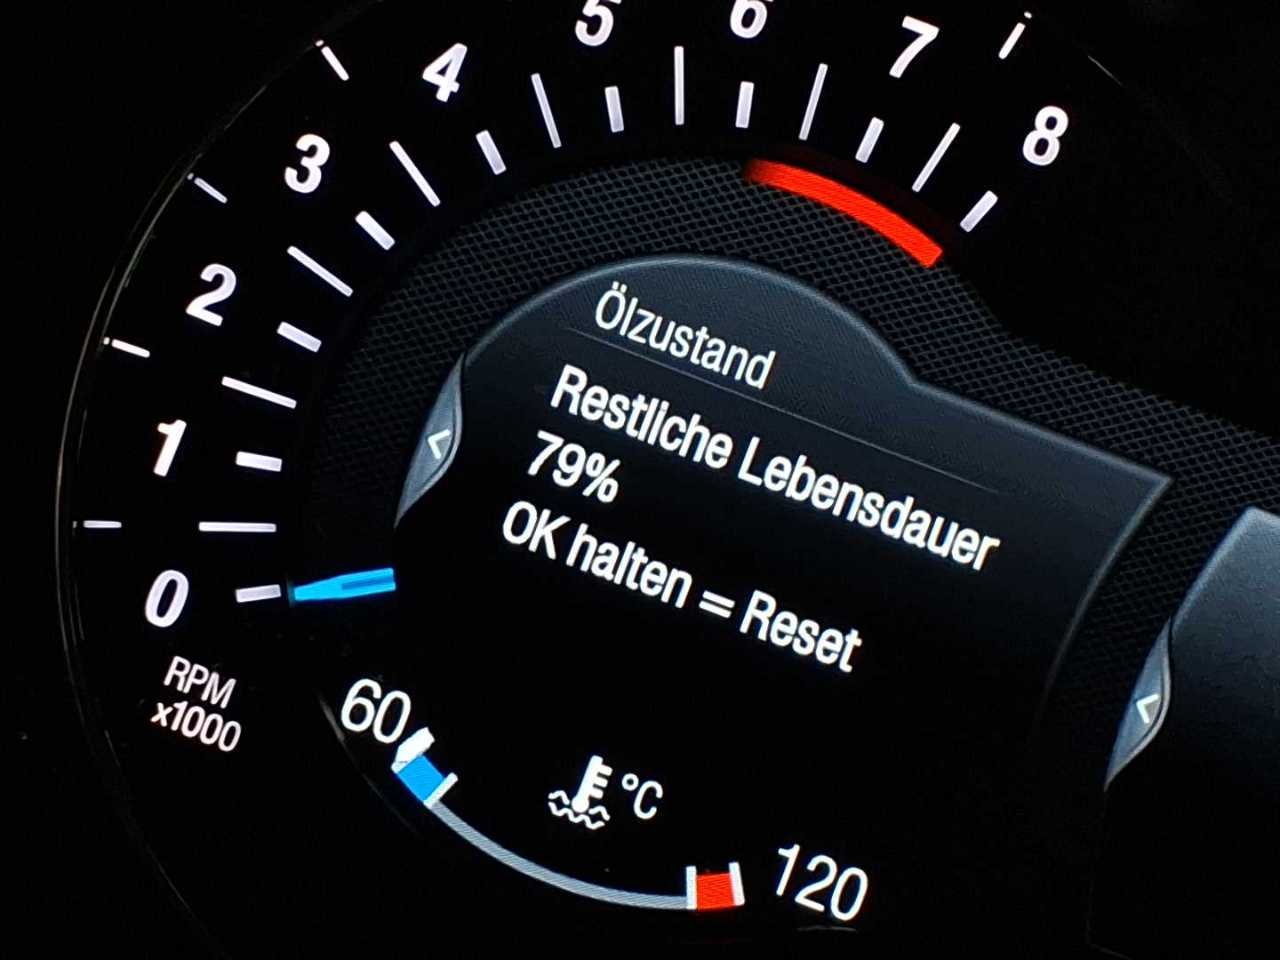 0
1
2
3
4
5
6
7
8
RPM
x1000
Ölzustand
Restliche Lebensdauer
79%
OK halten = Reset
<
<
60
°C
120